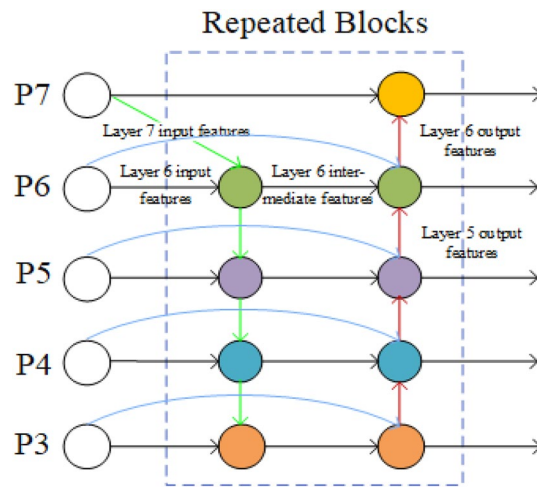 Repeated Blocks
P7
Layer 7 input features
Layer 6 output
features
P6
Layer 6 input
features
Layer 6 inter-
mediate features
Layer 5 output
features
P5
P4
P3